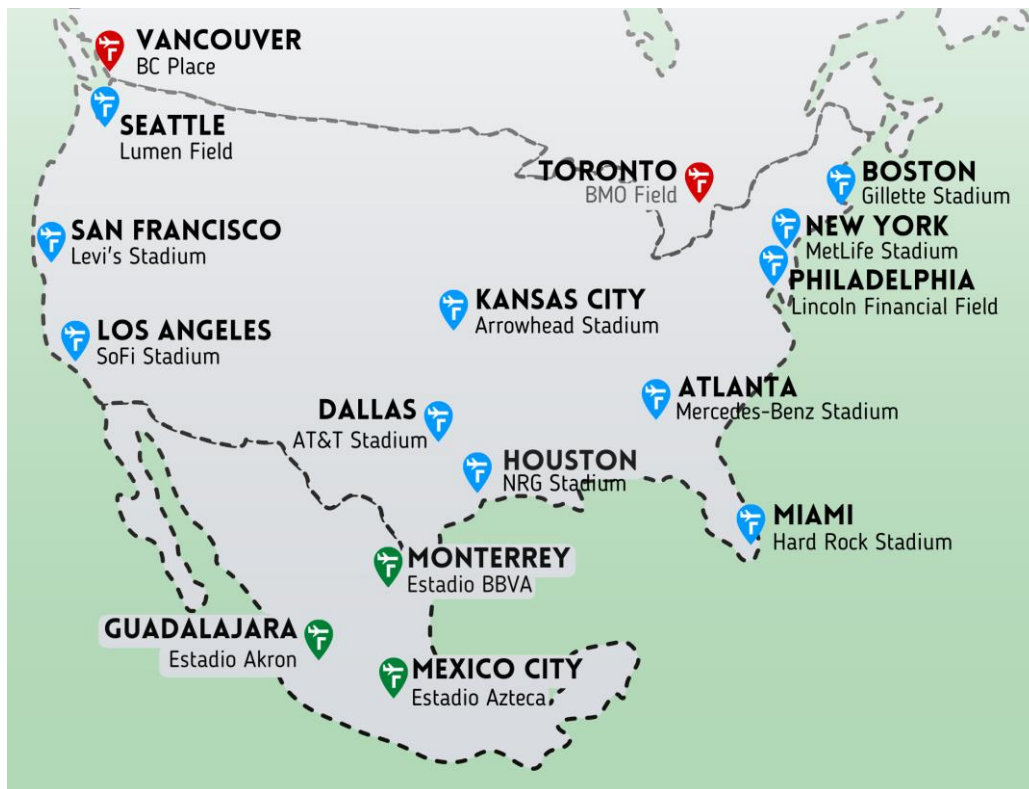 VANCOUVER
BC Place
SEATTLE
Lumen Field
TORONTO
BMO Field
BOSTON
Gillette Stadium
SAN FRANCISCO
Levi's Stadium
NEW YORK
MetLife Stadium
PHILADELPHIA
Lincoln Financial Field
KANSAS CITY
Arrowhead Stadium
LOS ANGELES
SoFi Stadium
ATLANTA
Mercedes-Benz Stadium
DALLAS
AT&T Stadium
HOUSTON
NRG Stadium
MIAMI
Hard Rock Stadium
MONTERREY
Estadio BBVA
GUADALAJARA
Estadio Akron
MEXICO CITY
Estadio Azteca